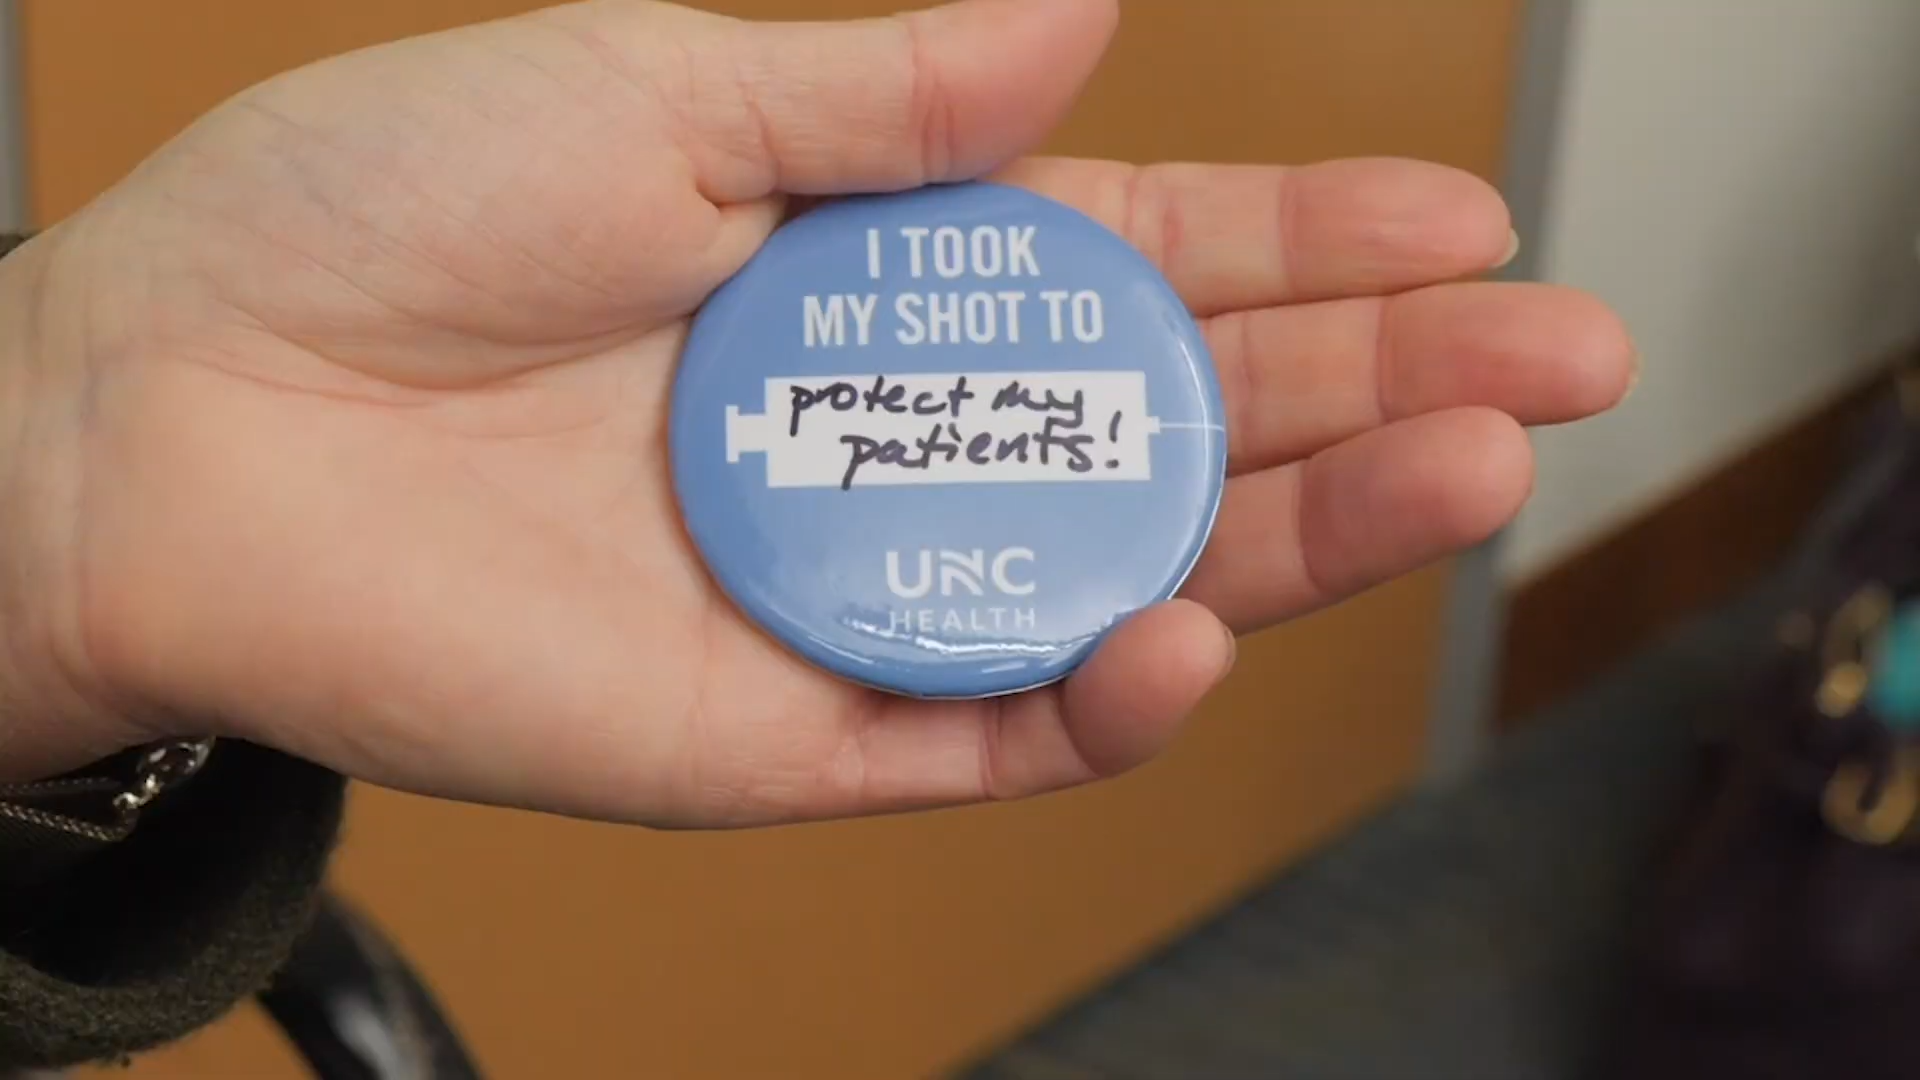 I TOOK
MY SHOT TO
protect my
patients!
UNC
HEALTH